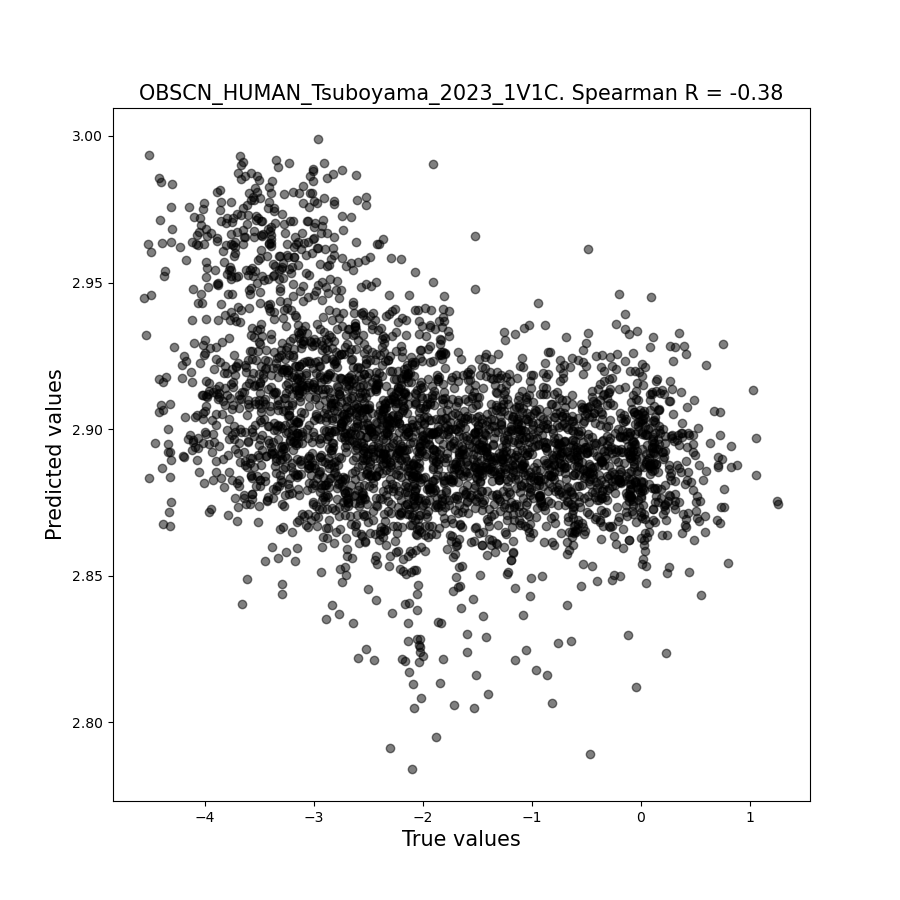 OBSCN_HUMAN_Tsuboyama_2023_1V1C. Spearman R = -0.38
3.00
2.95
2.90
2.85
2.80
Predicted values
−4 −3 −2 −1 0 1
True values